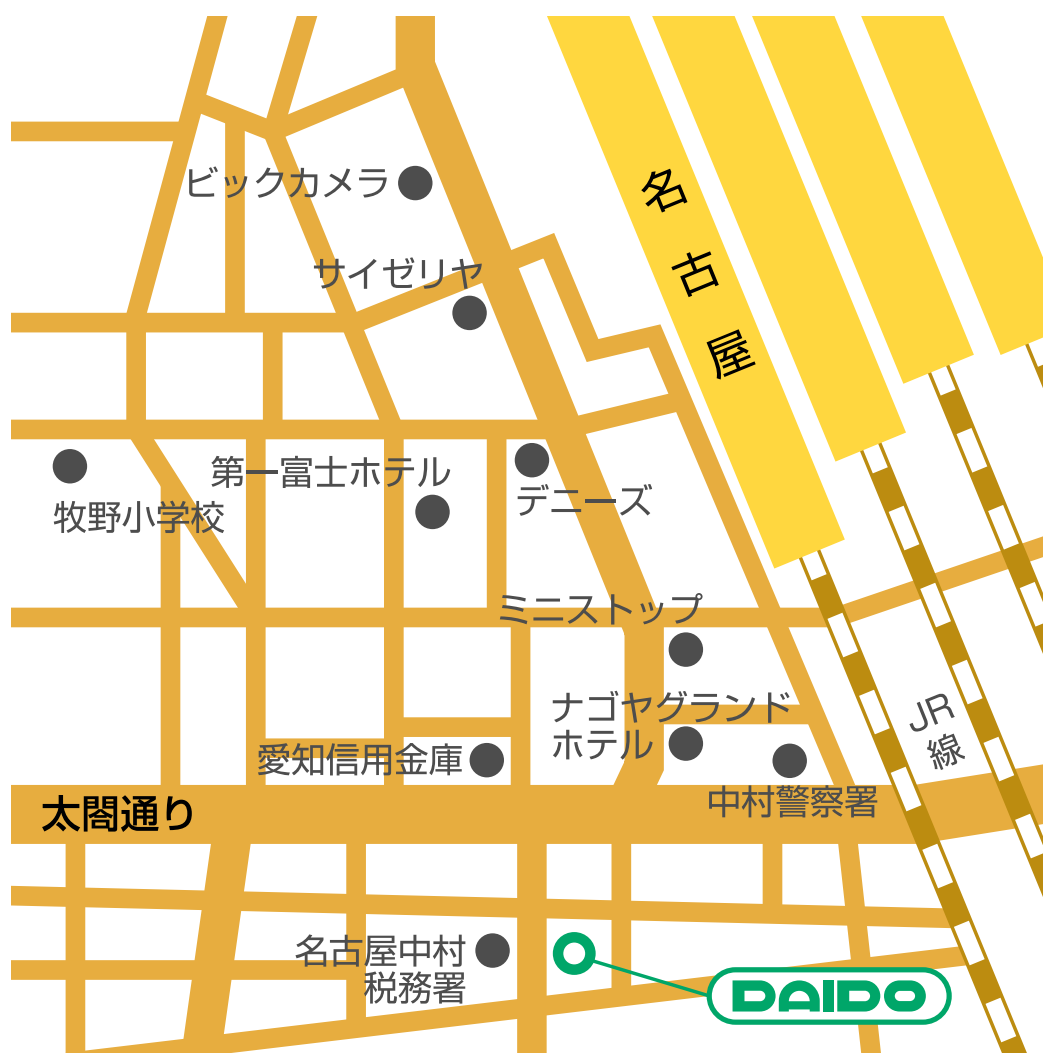 ビックカメラ
名古屋
サイゼリヤ
第一富士ホテル
デニーズ
牧野小学校
ミニストップ
ナゴヤグランド
ホテル
JR
線
愛知信用金庫
中村警察署
太閤通り
名古屋中村
税務署
DAIDO